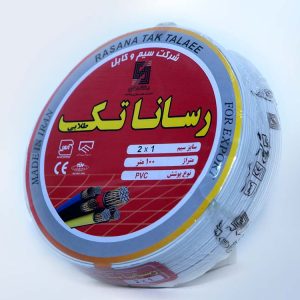 RASANA TAK TALAEE
شرکت سیم و کابل
رسانا تک
طلایی
سایز سیم 2 x 1
متراژ ۱۰۰ متر
نوع پوشش PVC
CE
MADE IN IRAN
FOR EXPORT